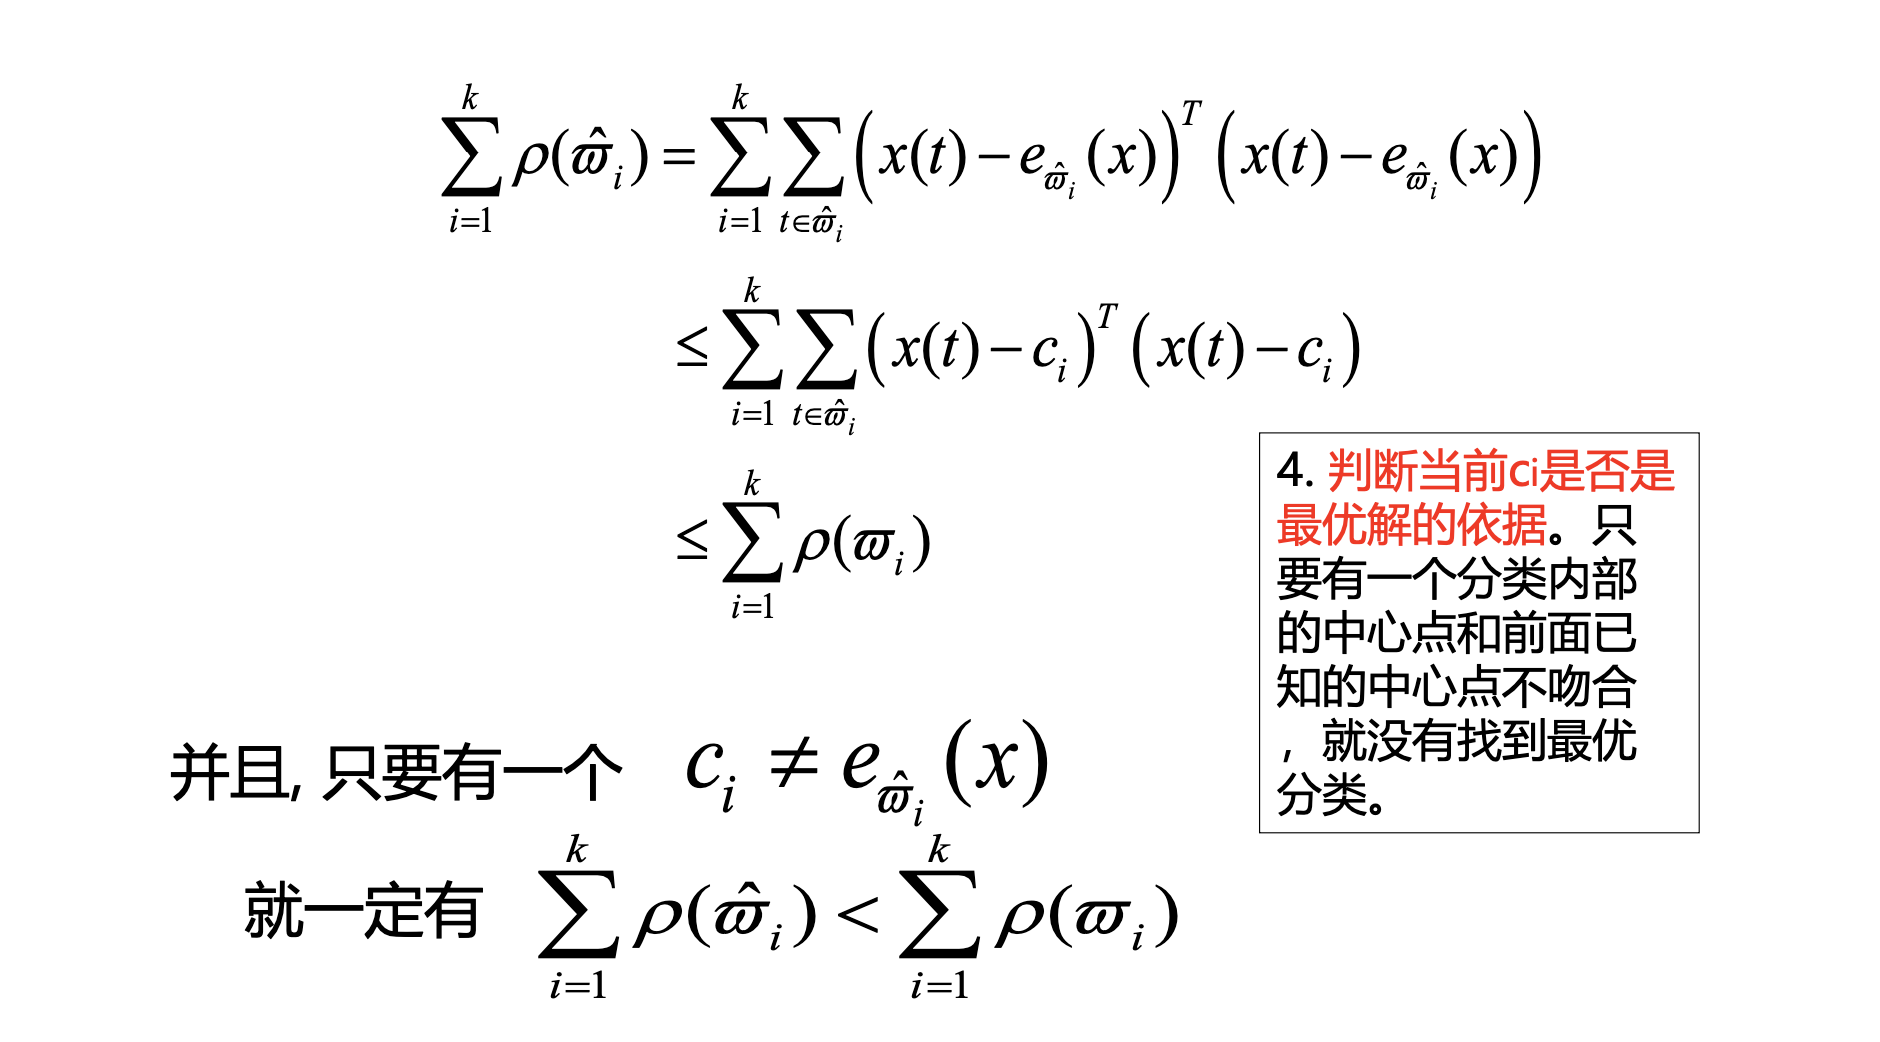 $$\sum_{i=1}^{k} \rho(\hat{\varpi}_i) = \sum_{i=1}^{k} \sum_{t \in \hat{\varpi}_i} \left( x(t) - e_{\hat{\varpi}_i}(x) \right)^T \left( x(t) - e_{\hat{\varpi}_i}(x) \right)$$
$$\leq \sum_{i=1}^{k} \sum_{t \in \hat{\varpi}_i} \left( x(t) - c_i \right)^T \left( x(t) - c_i \right)$$
$$\leq \sum_{i=1}^{k} \rho(\varpi_i)$$
4. 判断当前ci是否是
最优解的依据。只
要有一个分类内部
的中心点和前面已
知的中心点不吻合
，就没有找到最优
分类。
并且, 只要有一个 $c_i \neq e_{\hat{\varpi}_i}(x)$
就一定有 $\sum_{i=1}^{k} \rho(\hat{\varpi}_i) < \sum_{i=1}^{k} \rho(\varpi_i)$